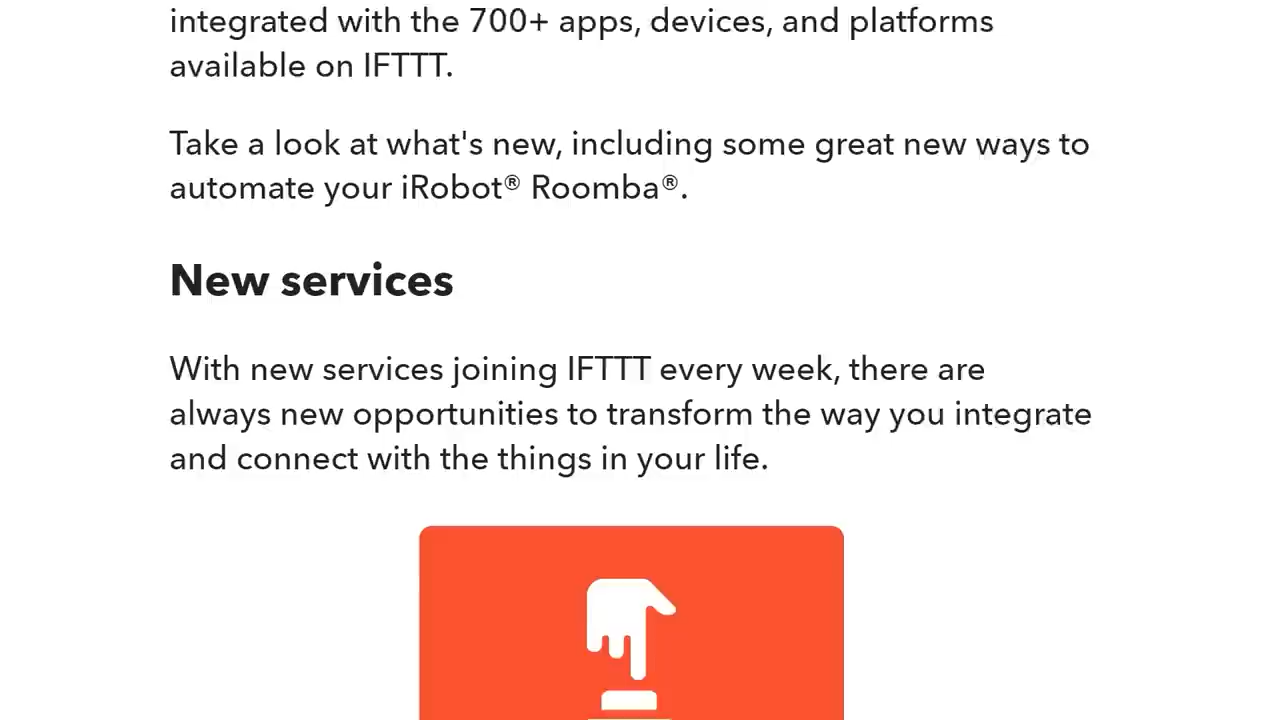 integrated with the 700+ apps, devices, and platforms
available on IFTTT.
Take a look at what's new, including some great new ways to
automate your iRobot® Roomba®.
New services
With new services joining IFTTT every week, there are
always new opportunities to transform the way you integrate
and connect with the things in your life.